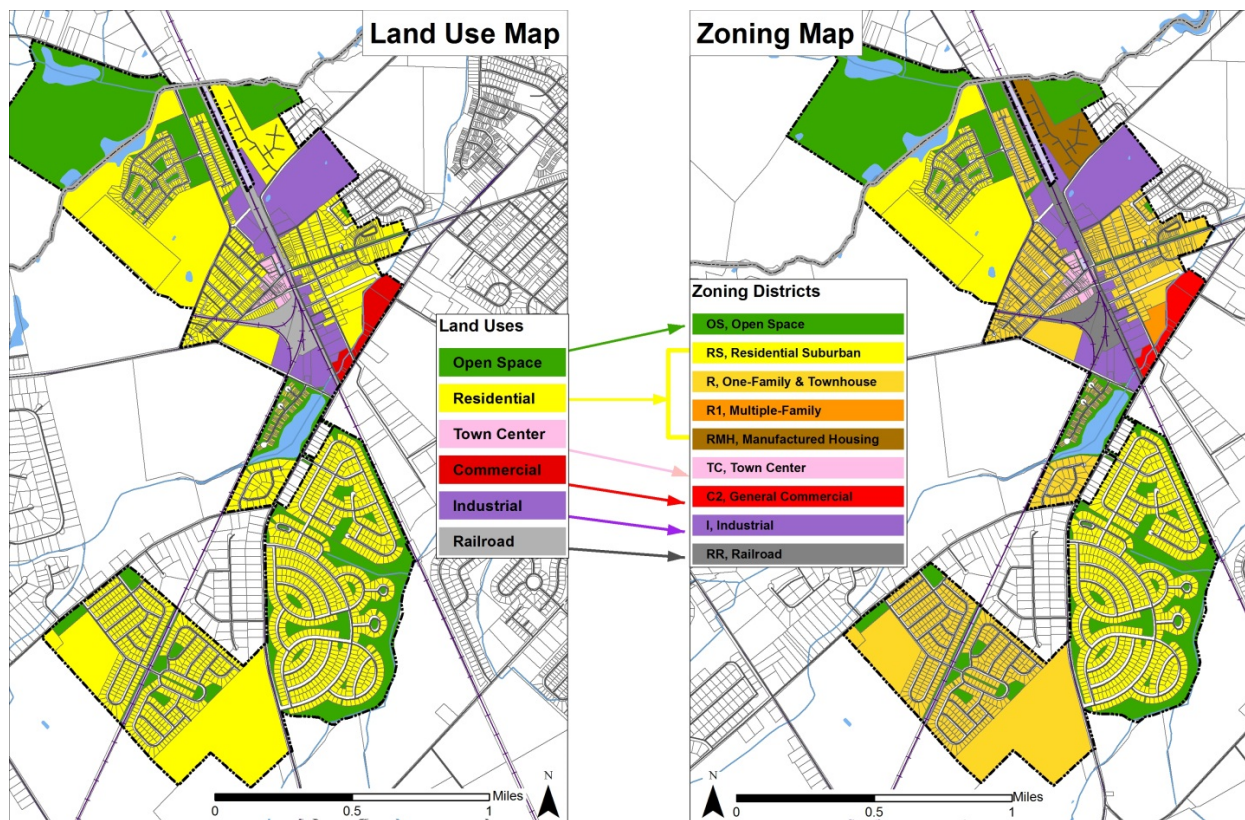 Land Use Map
Zoning Map
Land Uses
Open Space
Residential
Town Center
Commercial
Industrial
Railroad
Zoning Districts
OS, Open Space
RS, Residential Suburban
R, One-Family & Townhouse
R1, Multiple-Family
RMH, Manufactured Housing
TC, Town Center
C2, General Commercial
I, Industrial
RR, Railroad
N
Miles
0 0.5 1
N
Miles
0 0.5 1